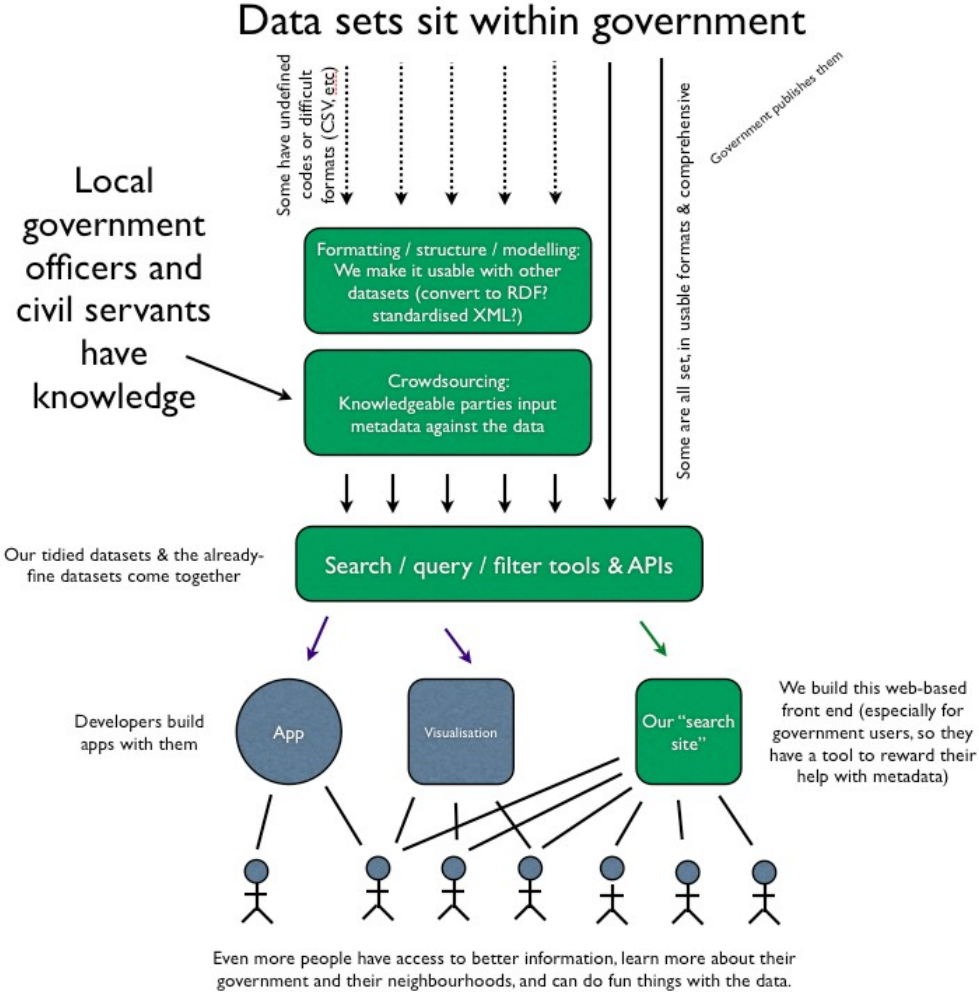 Data sets sit within government
Some have undefined
codes or difficult
formats (CSV, etc)
Government publishes them
Some are all set, in usable formats & comprehensive
Local
government
officers and
civil servants
have
knowledge
Formatting / structure / modelling:
We make it usable with other
datasets (convert to RDF?
standardised XML?)
Crowdsourcing:
Knowledgeable parties input
metadata against the data
Our tidied datasets & the already-
fine datasets come together
Search / query / filter tools & APIs
Developers build
apps with them
App
Visualisation
Our “search
site”
We build this web-based
front end (especially for
government users, so they
have a tool to reward their
help with metadata)
Even more people have access to better information, learn more about their
government and their neighbourhoods, and can do fun things with the data.